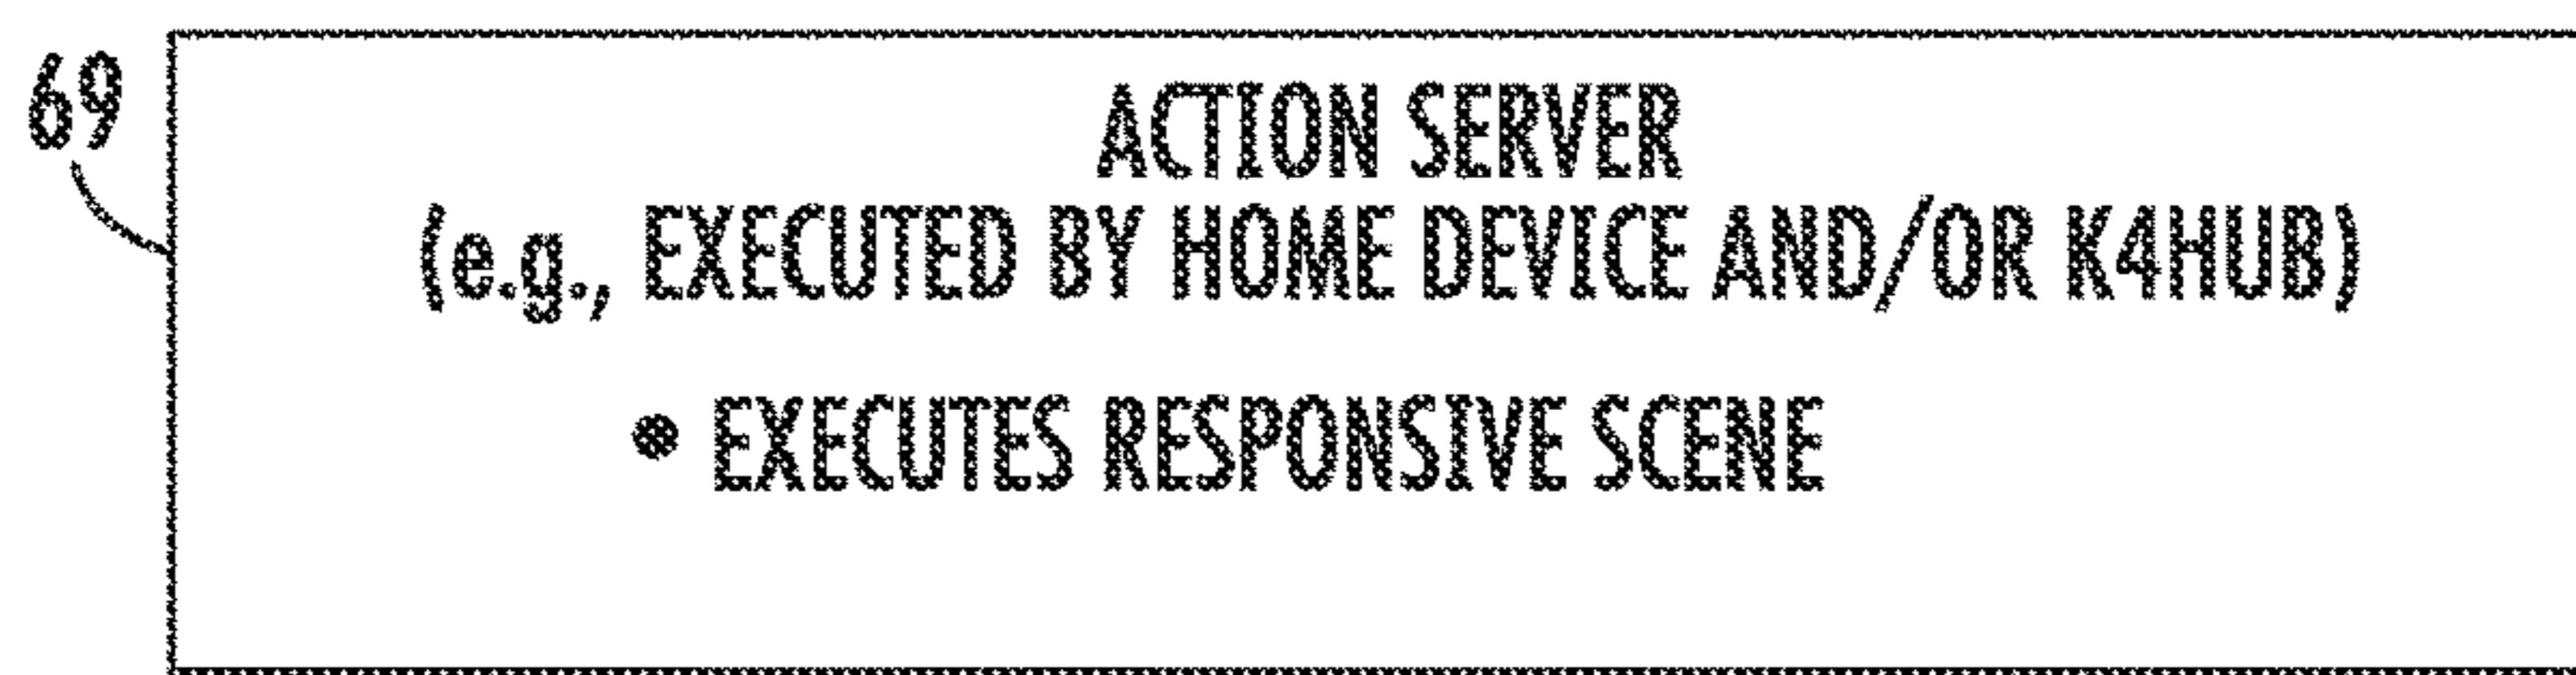 69
ACTION SERVER
(e.g., EXECUTED BY HOME DEVICE AND/OR K4HUB)
• EXECUTES RESPONSIVE SCENE